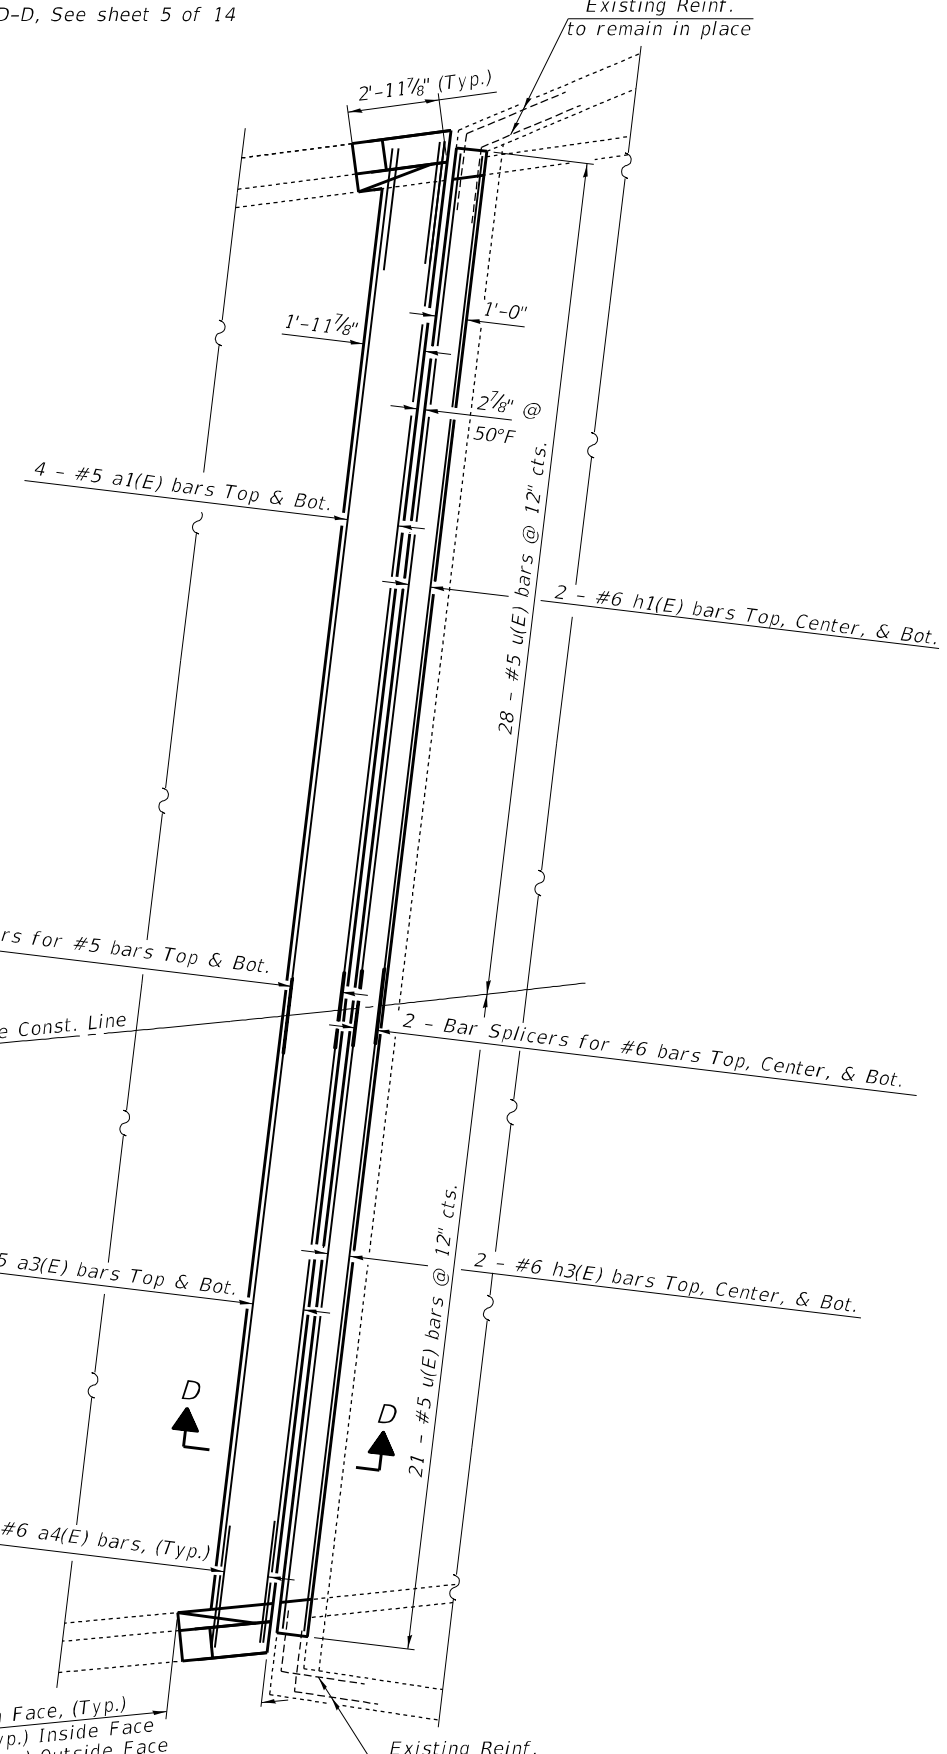 D-D, See sheet 5 of 14
Existing Reinf.
to remain in place
2'-11⅞" (Typ.)
1'-0"
1'-11⅞"
2⅞" @
50°F
4 - #5 a1(E) bars Top & Bot.
28 - #5 u(E) bars @ 12" cts.
2 - #6 h1(E) bars Top, Center, & Bot.
rs for #5 bars Top & Bot.
e Const. Line
2 - Bar Splicers for #6 bars Top, Center, & Bot.
5 a3(E) bars Top & Bot.
2 - #6 h3(E) bars Top, Center, & Bot.
21 - #5 u(E) bars @ 12" cts.
D
D
#6 a4(E) bars, (Typ.)
Face, (Typ.)
yp.) Inside Face
) Outside Face
Existing Reinf.